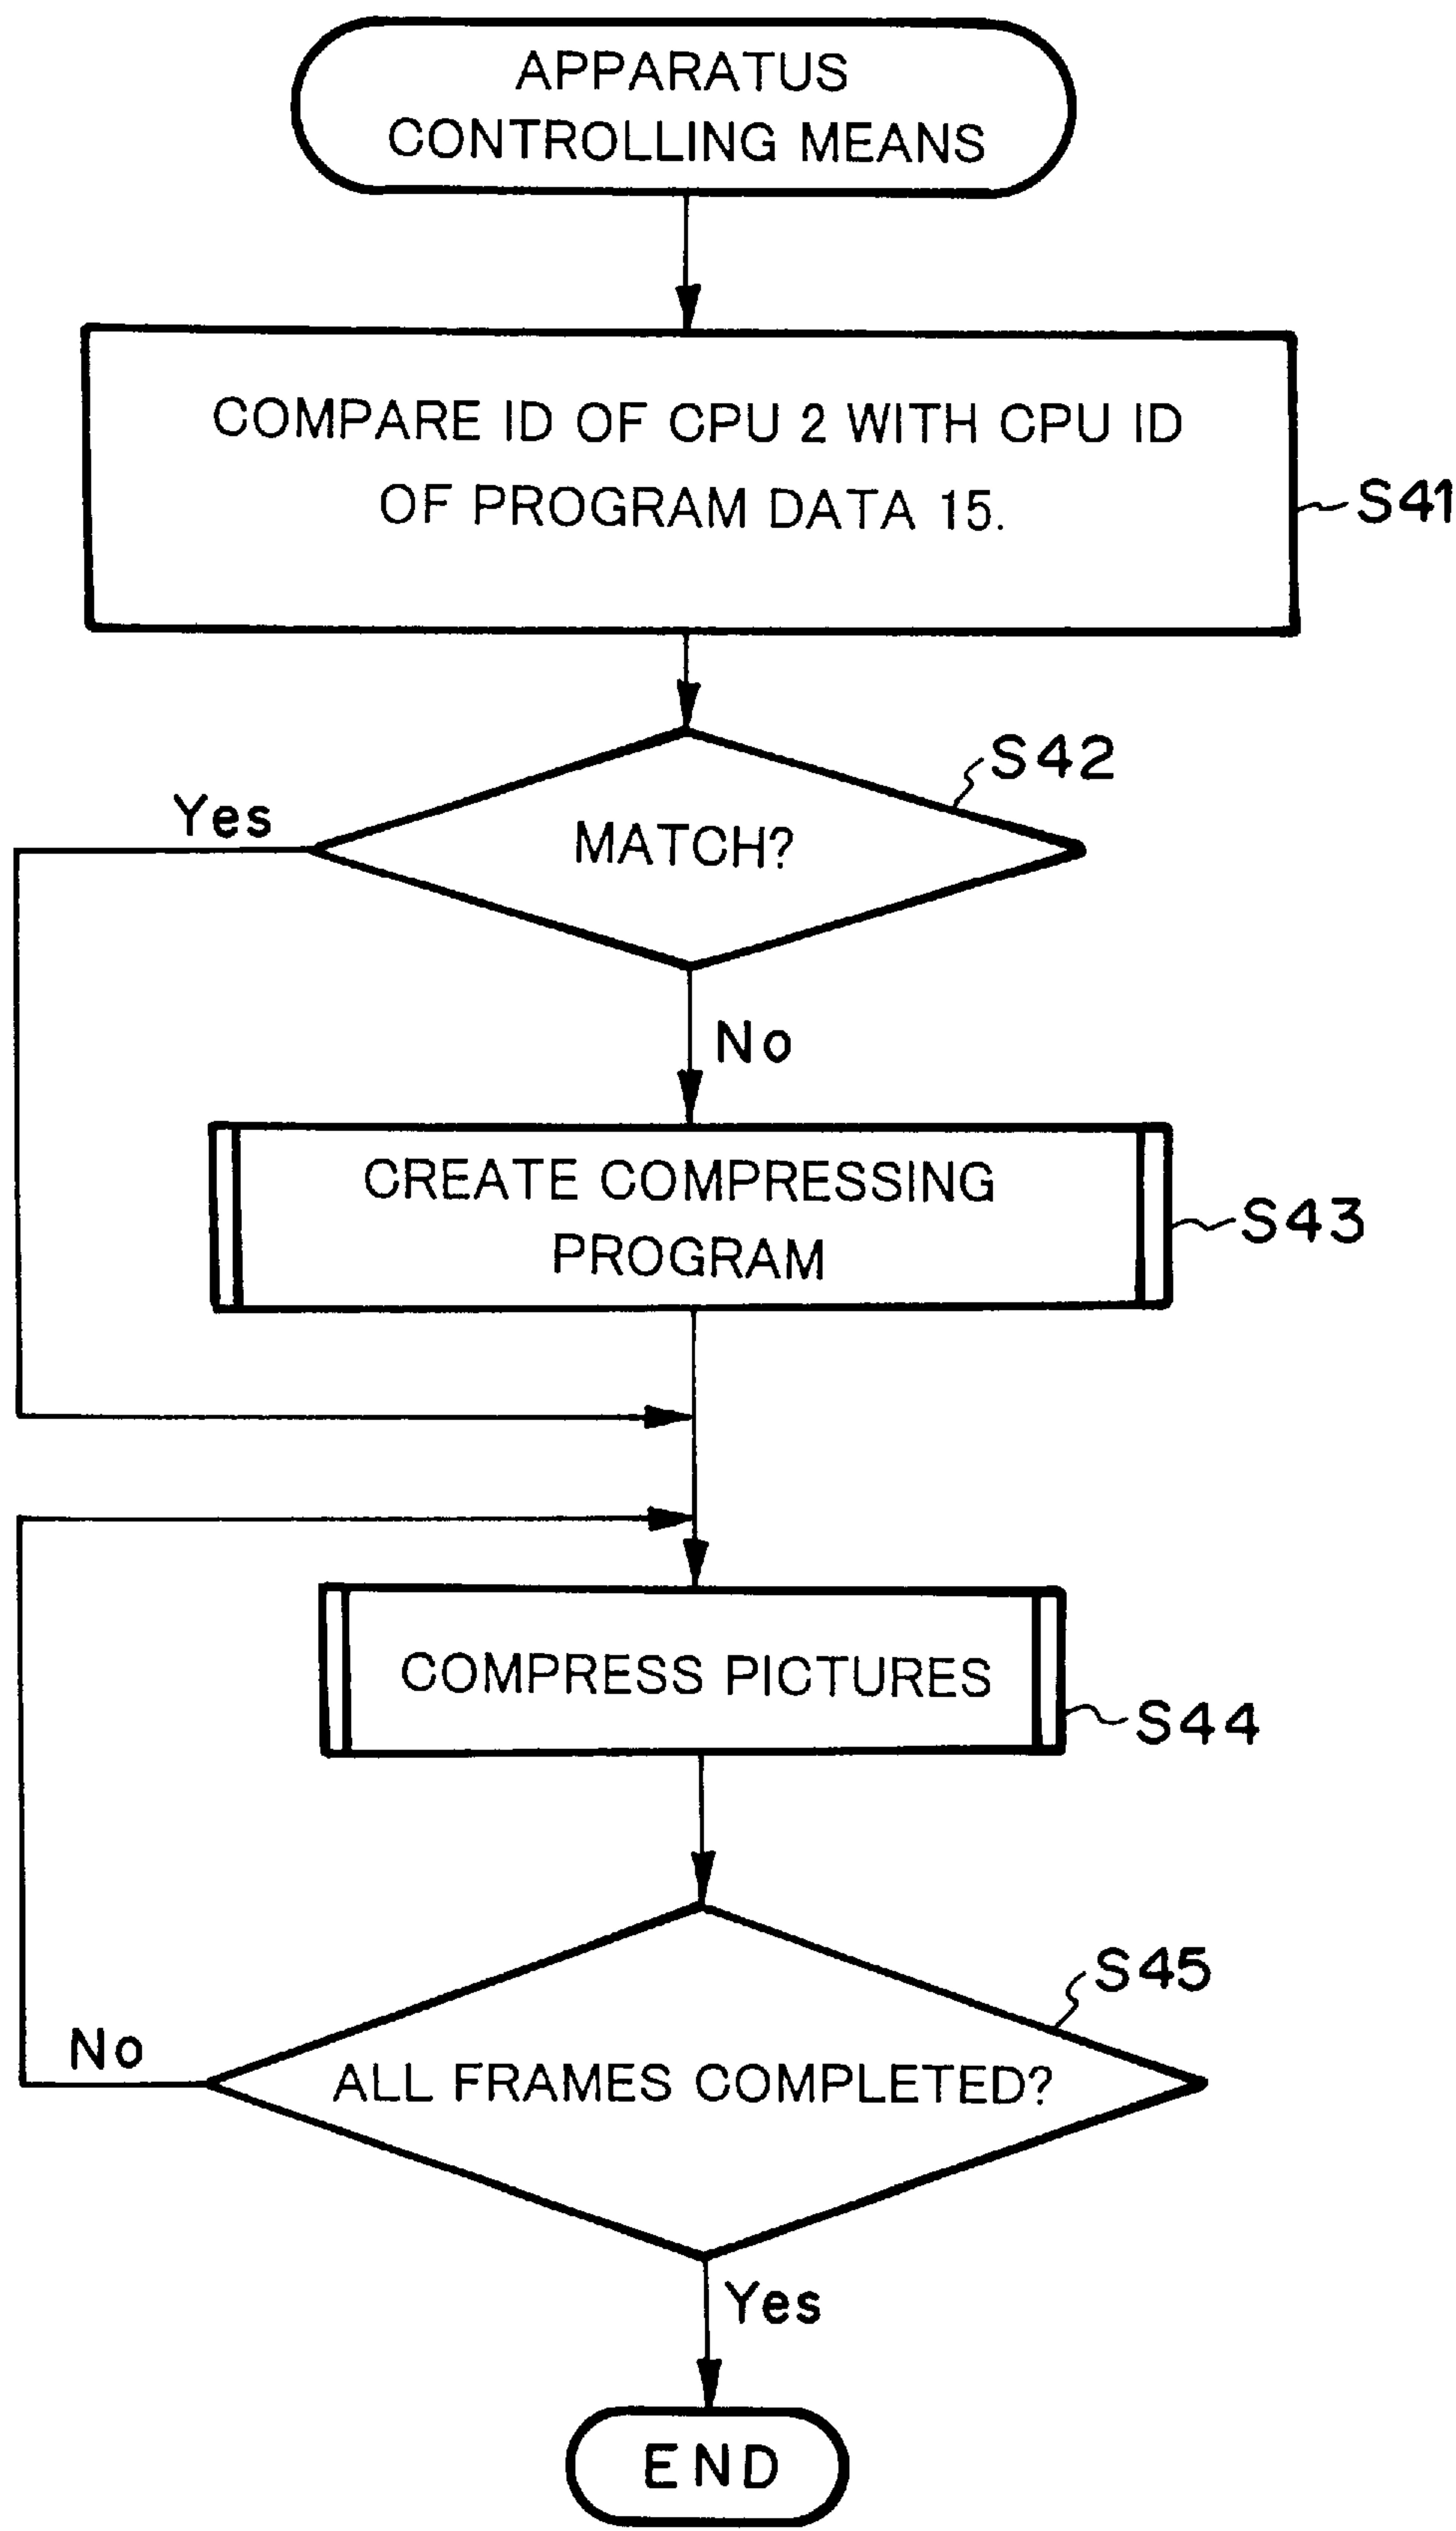 APPARATUS
CONTROLLING MEANS
COMPARE ID OF CPU 2 WITH CPU ID
OF PROGRAM DATA 15.
S41
S42
Yes
MATCH?
No
CREATE COMPRESSING
PROGRAM
S43
COMPRESS PICTURES
S44
S45
No
ALL FRAMES COMPLETED?
Yes
END